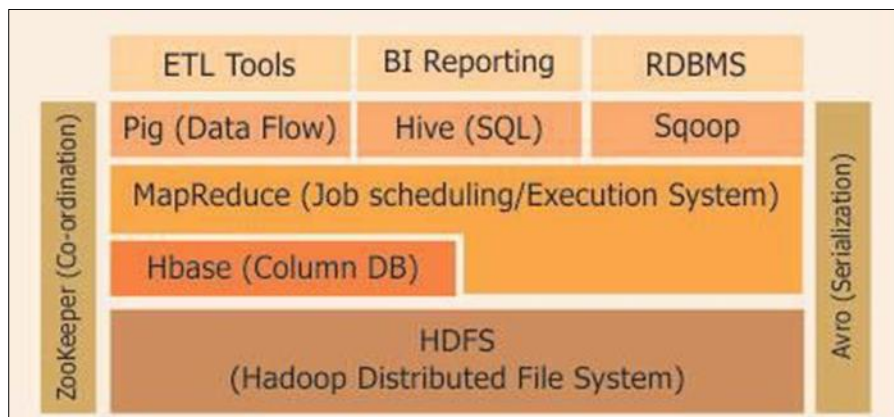 ETL Tools
BI Reporting
RDBMS
ZooKeeper (Co-ordination)
Pig (Data Flow)
Hive (SQL)
Sqoop
Avro (Serialization)
MapReduce (Job scheduling/Execution System)
Hbase (Column DB)
HDFS
(Hadoop Distributed File System)